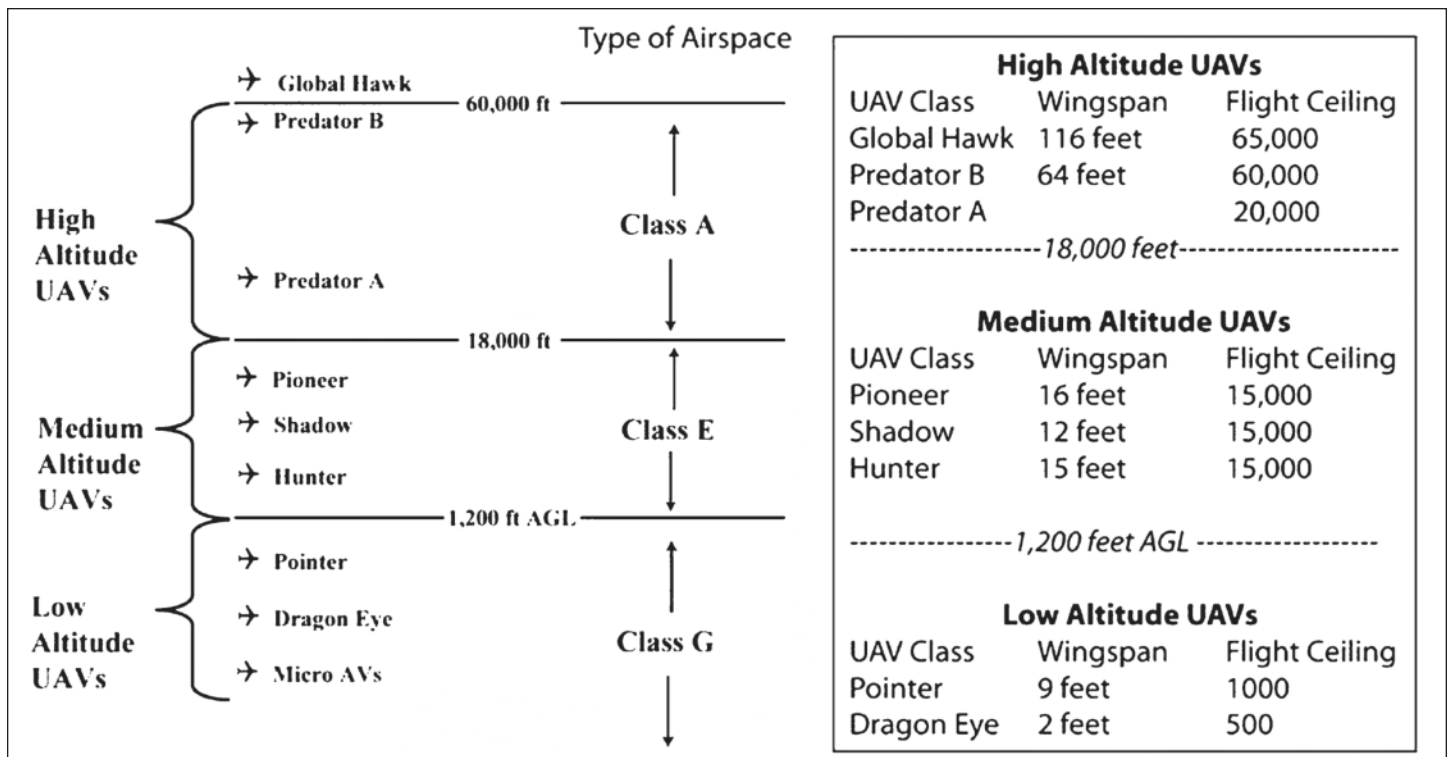 Type of Airspace
Global Hawk
60,000 ft
Predator B
High
Altitude
UAVs
Class A
Predator A
18,000 ft
Pioneer
Medium
Altitude
UAVs
Shadow
Class E
Hunter
1,200 ft AGL
Pointer
Low
Altitude
UAVs
Dragon Eye
Class G
Micro AVs
High Altitude UAVs
UAV Class Wingspan Flight Ceiling
Global Hawk 116 feet 65,000
Predator B 64 feet 60,000
Predator A 20,000
--------------------18,000 feet-----------------------
Medium Altitude UAVs
UAV Class Wingspan Flight Ceiling
Pioneer 16 feet 15,000
Shadow 12 feet 15,000
Hunter 15 feet 15,000
-----------------1,200 feet AGL -------------------
Low Altitude UAVs
UAV Class Wingspan Flight Ceiling
Pointer 9 feet 1000
Dragon Eye 2 feet 500